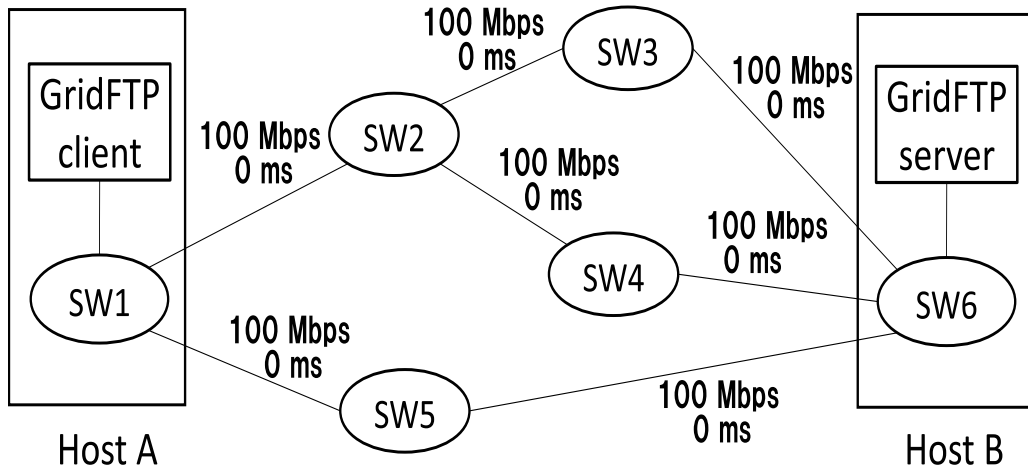 100 Mbps
0 ms
SW3
GridFTP
client
100 Mbps
0 ms
SW2
100 Mbps
0 ms
GridFTP
server
100 Mbps
0 ms
100 Mbps
0 ms
SW1
SW4
SW6
100 Mbps
0 ms
SW5
100 Mbps
0 ms
Host A
Host B